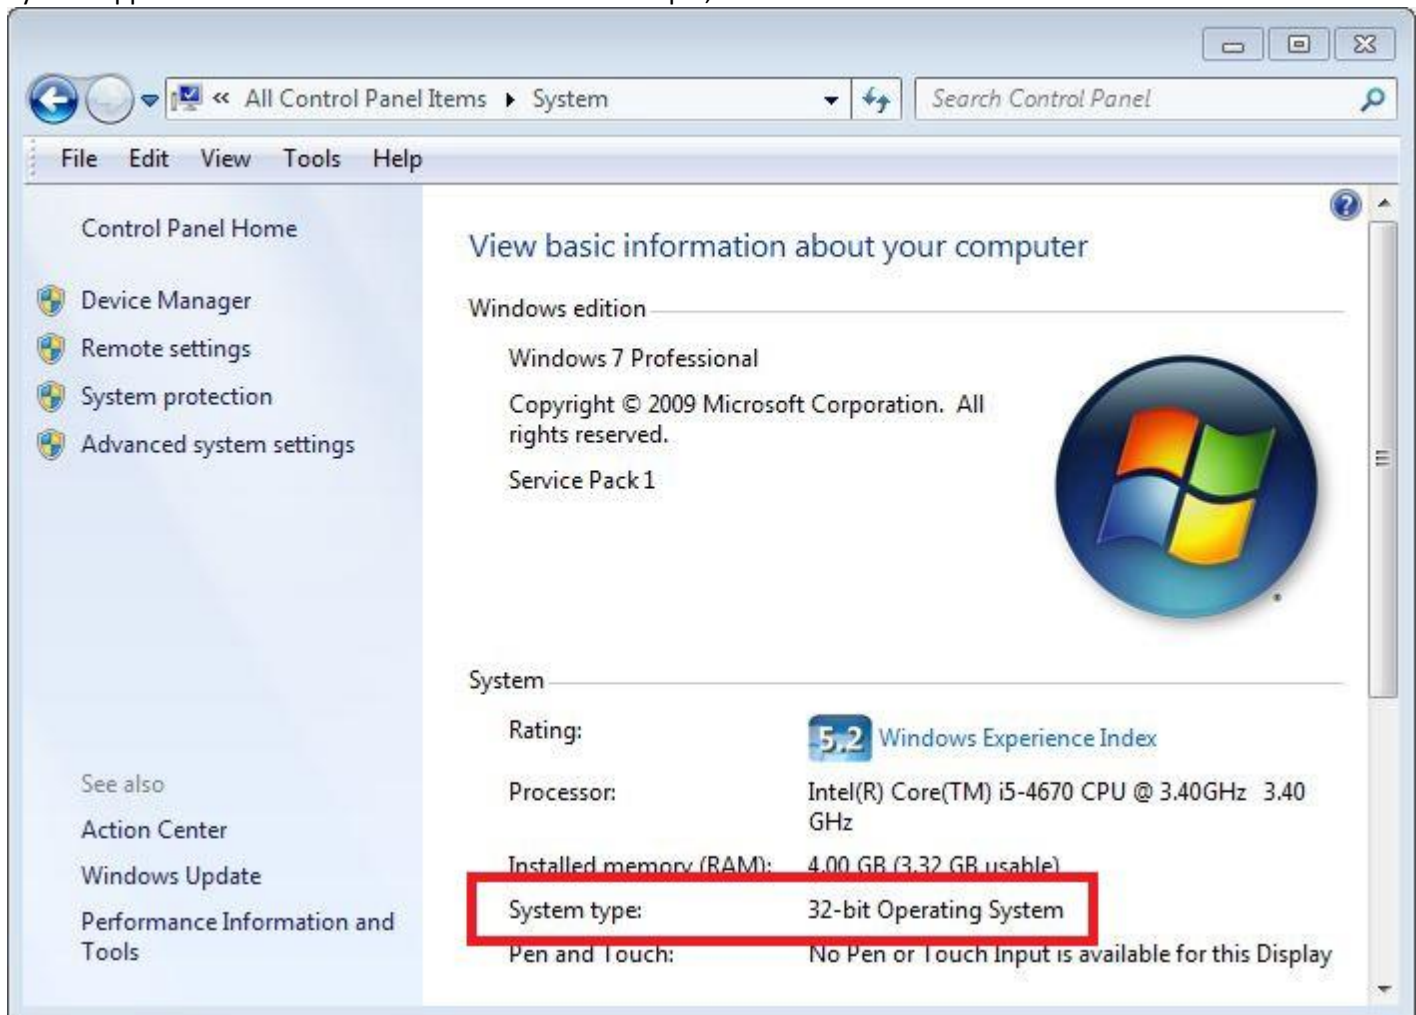 « All Control Panel Items ▸ System
Search Control Panel
File Edit View Tools Help
Control Panel Home
Device Manager
Remote settings
System protection
Advanced system settings
See also
Action Center
Windows Update
Performance Information and
Tools
View basic information about your computer
Windows edition
Windows 7 Professional
Copyright © 2009 Microsoft Corporation. All
rights reserved.
Service Pack 1
System
Rating:
5.2 Windows Experience Index
Processor:
Intel(R) Core(TM) i5-4670 CPU @ 3.40GHz 3.40
GHz
Installed memory (RAM): 4.00 GB (3.32 GB usable)
System type: 32-bit Operating System
Pen and Touch: No Pen or Touch Input is available for this Display